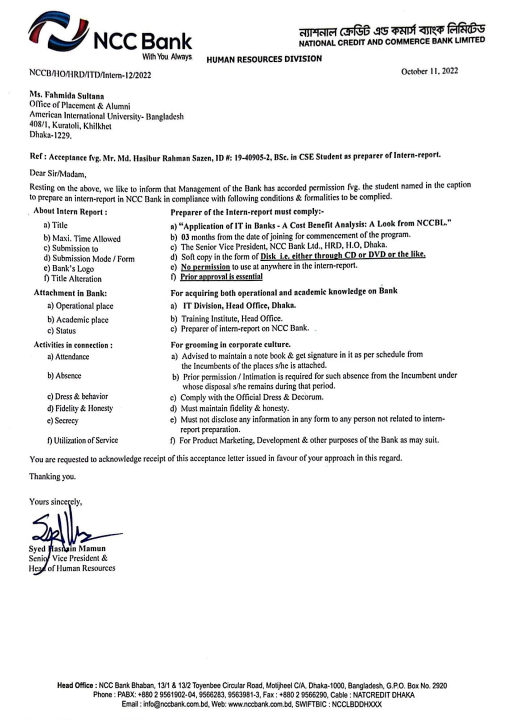 NCC Bank
With You Always
ন্যাশনাল ক্রেডিট এন্ড কমার্স ব্যাংক লিমিটেড
NATIONAL CREDIT AND COMMERCE BANK LIMITED
HUMAN RESOURCES DIVISION
NCCB/HO/HRD/ITD/Intern-12/2022
October 11, 2022
Ms. Fahmida Sultana
Office of Placement & Alumni
American International University- Bangladesh
408/1, Kuratoli, Khilkhet
Dhaka-1229.
Ref : Acceptance fvg. Mr. Md. Hasibur Rahman Sazen, ID #: 19-40905-2, BSc. in CSE Student as preparer of Intern-report.
Dear Sir/Madam,
Resting on the above, we like to inform that Management of the Bank has accorded permission fvg. the student named in the caption
to prepare an intern-report in NCC Bank in compliance with following conditions & formalities to be complied.
About Intern Report : Preparer of the Intern-report must comply:-
a) Title a) "Application of IT in Banks - A Cost Benefit Analysis: A Look from NCCBL."
b) Maxi. Time Allowed b) 03 months from the date of joining for commencement of the program.
c) Submission to c) The Senior Vice President, NCC Bank Ltd., HRD, H.O, Dhaka.
d) Submission Mode / Form d) Soft copy in the form of Disk i.e. either through CD or DVD or the like.
e) Bank's Logo e) No permission to use at anywhere in the intern-report.
f) Title Alteration f) Prior approval is essential
Attachment in Bank: For acquiring both operational and academic knowledge on Bank
a) Operational place a) IT Division, Head Office, Dhaka.
b) Academic place b) Training Institute, Head Office.
c) Status c) Preparer of intern-report on NCC Bank.
Activities in connection : For grooming in corporate culture.
a) Attendance a) Advised to maintain a note book & get signature in it as per schedule from
the Incumbents of the places s/he is attached.
b) Absence b) Prior permission / Intimation is required for such absence from the Incumbent under
whose disposal s/he remains during that period.
c) Dress & behavior c) Comply with the Official Dress & Decorum.
d) Fidelity & Honesty d) Must maintain fidelity & honesty.
e) Secrecy e) Must not disclose any information in any form to any person not related to intern-
report preparation.
f) Utilization of Service f) For Product Marketing, Development & other purposes of the Bank as may suit.
You are requested to acknowledge receipt of this acceptance letter issued in favour of your approach in this regard.
Thanking you.
Yours sincerely,
Syed Hasnain Mamun
Senior Vice President &
Head of Human Resources
Head Office : NCC Bank Bhaban, 13/1 & 13/2 Toyenbee Circular Road, Motijheel C/A, Dhaka-1000, Bangladesh, G.P.O. Box No. 2920
Phone : PABX: +880 2 9561902-04, 9566283, 9563981-3, Fax : +880 2 9566290, Cable : NATCREDIT DHAKA
Email : info@nccbank.com.bd, Web: www.nccbank.com.bd, SWIFTBIC : NCCLBDDHXXX